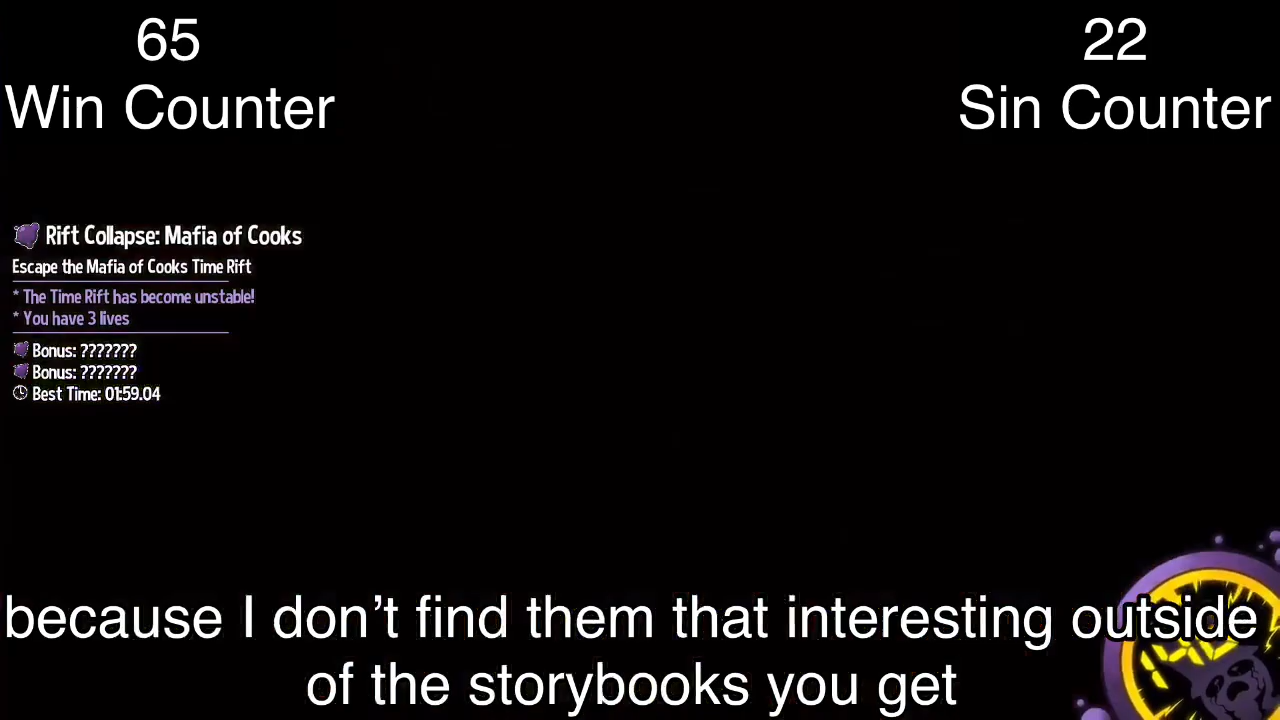 65
Win Counter
22
Sin Counter
Rift Collapse: Mafia of Cooks
Escape the Mafia of Cooks Time Rift
* The Time Rift has become unstable!
* You have 3 lives
Bonus: ???????
Bonus: ???????
Best Time: 01:59.04
because I don’t find them that interesting outside
of the storybooks you get